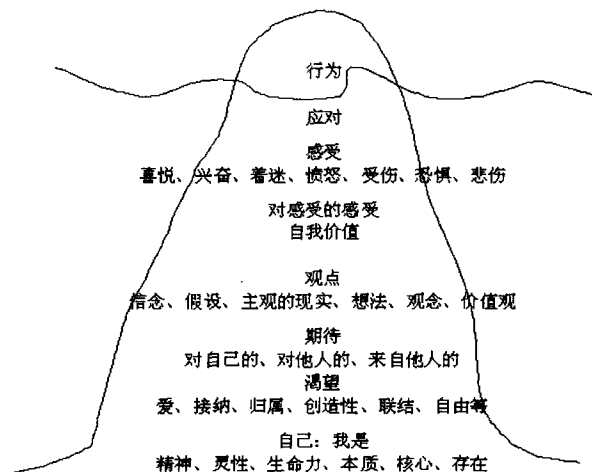 行为
应对
感受
喜悦、兴奋、着迷、愤怒、受伤、恐惧、悲伤
对感受的感受
自我价值
观点
信念、假设、主观的现实、想法、观念、价值观
期待
对自己的、对他人的、来自他人的
渴望
爱、接纳、归属、创造性、联结、自由等
自己：我是
精神、灵性、生命力、本质、核心、存在